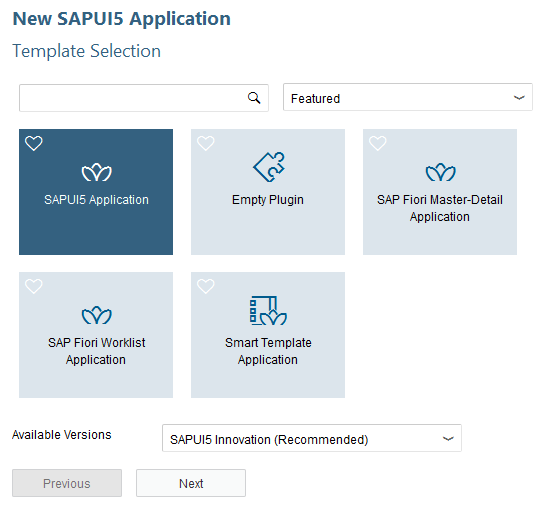 New SAPUI5 Application
Template Selection
Featured
SAPUI5 Application
Empty Plugin
SAP Fiori Master-Detail
Application
SAP Fiori Worklist
Application
Smart Template
Application
Available Versions
SAPUI5 Innovation (Recommended)
Previous
Next